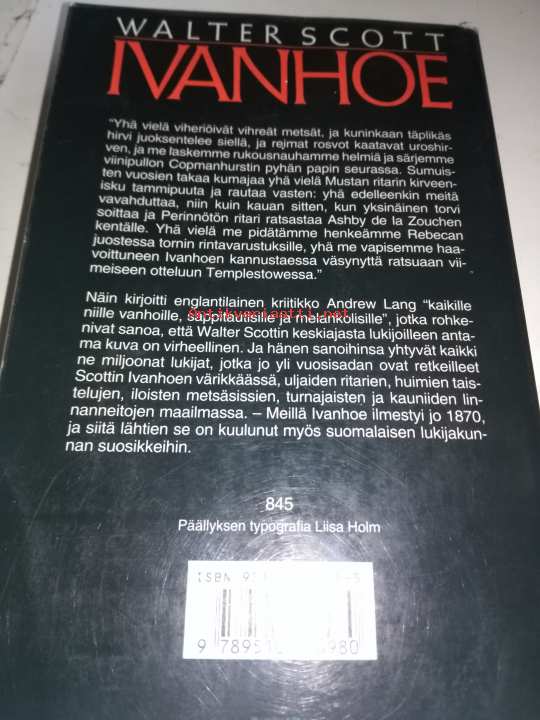 WALTER SCOTT
IVANHOE
"Yhä vielä viheriöivät vihreät metsät, ja kuninkaan täplikäs
hirvi juoksentelee siellä, ja reimat rosvot kaatavat uroshir-
ven, ja me laskemme rukousnauhamme helmiä ja särjemme
viinipullon Copmanhurstin pyhän papin seurassa. Sumuis-
ten vuosien takaa kumajaa yhä vielä Mustan ritarin kirveen-
isku tammipuuta ja rautaa vasten: yhä edelleenkin meitä
vavahduttaa, niin kuin kauan sitten, kun yksinäinen torvi
soittaa ja Perinnötön ritari ratsastaa Ashby de la Zouchen
kentälle. Yhä vielä me pidätämme henkeämme Rebecan
juostessa tornin rintavarustuksille, yhä me vapisemme haa-
voittuneen Ivanhoen kannustaessa väsynyttä ratsuaan vii-
meiseen otteluun Templestowessa."
Näin kirjoitti englantilainen kriitikko Andrew Lang "kaikille
niille vanhoille, sappitautisille ja melankolisille", jotka rohke-
nivat sanoa, että Walter Scottin keskiajasta lukijoilleen anta-
ma kuva on virheellinen. Ja hänen sanoihinsa yhtyvät kaikki
ne miljoonat lukijat, jotka jo yli vuosisadan ovat retkeilleet
Scottin Ivanhoen värikkäässä, uljaiden ritarien, huimien tais-
telujen, iloisten metsäsissien, turnajaisten ja kauniiden lin-
nanneitojen maailmassa. – Meillä Ivanhoe ilmestyi jo 1870,
ja siitä lähtien se on kuulunut myös suomalaisen lukijakun-
nan suosikkeihin.
845
Päällyksen typografia Liisa Holm
ISBN